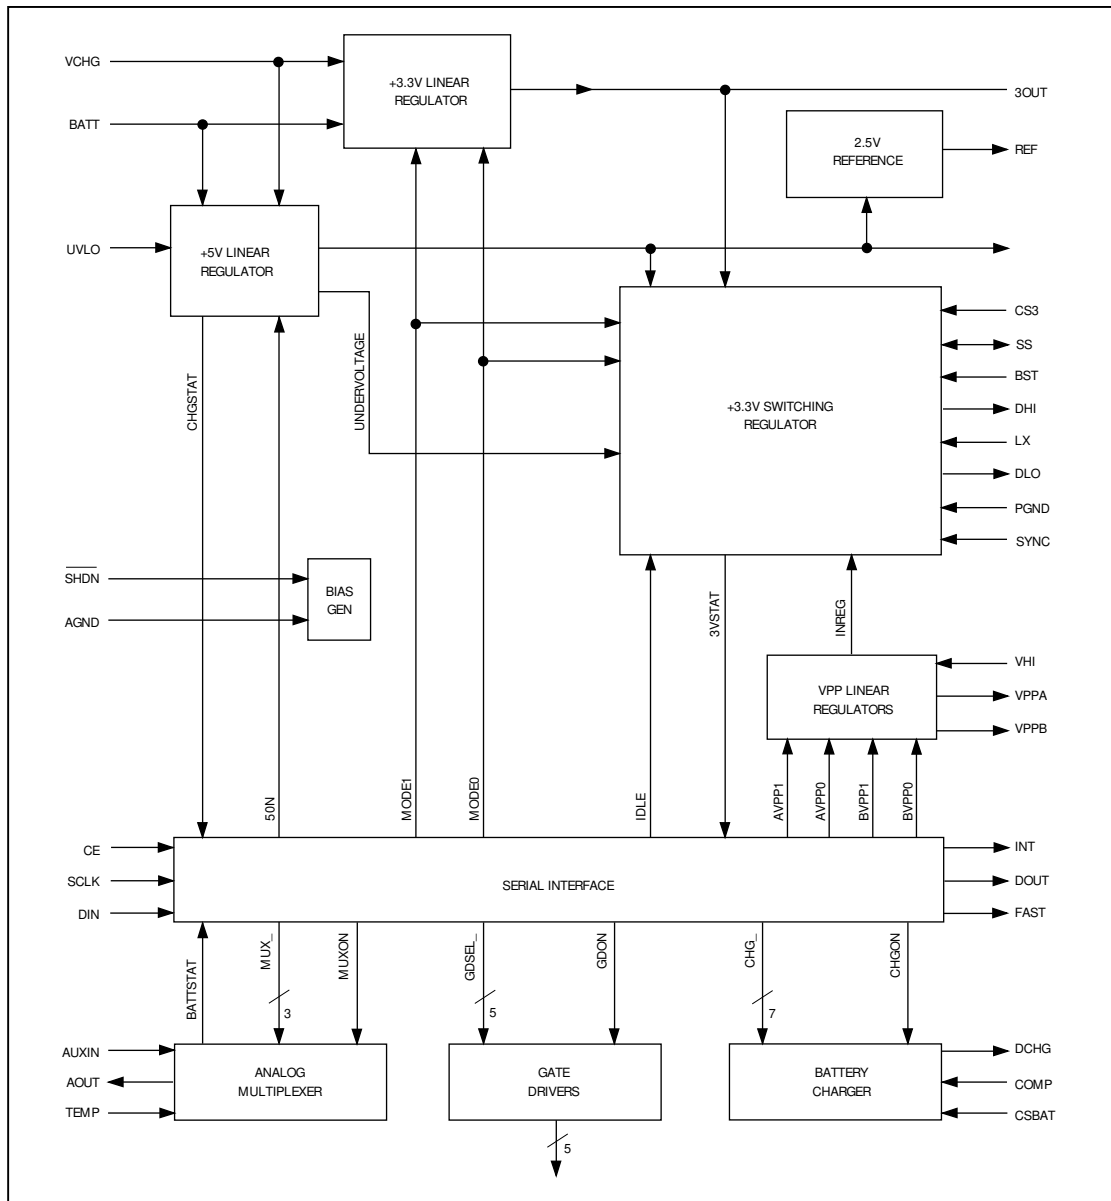 VCHG
+3.3V LINEAR
REGULATOR
3OUT
BATT
2.5V
REFERENCE
REF
UVLO
+5V LINEAR
REGULATOR
CHGSTAT
UNDERVOLTAGE
+3.3V SWITCHING
REGULATOR
CS3
SS
BST
DHI
LX
DLO
PGND
SYNC
SHDN
AGND
BIAS
GEN
3VSTAT
INREG
VPP LINEAR
REGULATORS
VHI
VPPA
VPPB
50N
MODE1
MODE0
IDLE
AVPP1
AVPP0
BVPP1
BVPP0
CE
SCLK
DIN
SERIAL INTERFACE
INT
DOUT
FAST
BATTSTAT
MUX_
3
MUXON
GDSEL_
5
GDON
CHG_
7
CHGON
AUXIN
AOUT
TEMP
ANALOG
MULTIPLEXER
GATE
DRIVERS
5
BATTERY
CHARGER
DCHG
COMP
CSBAT